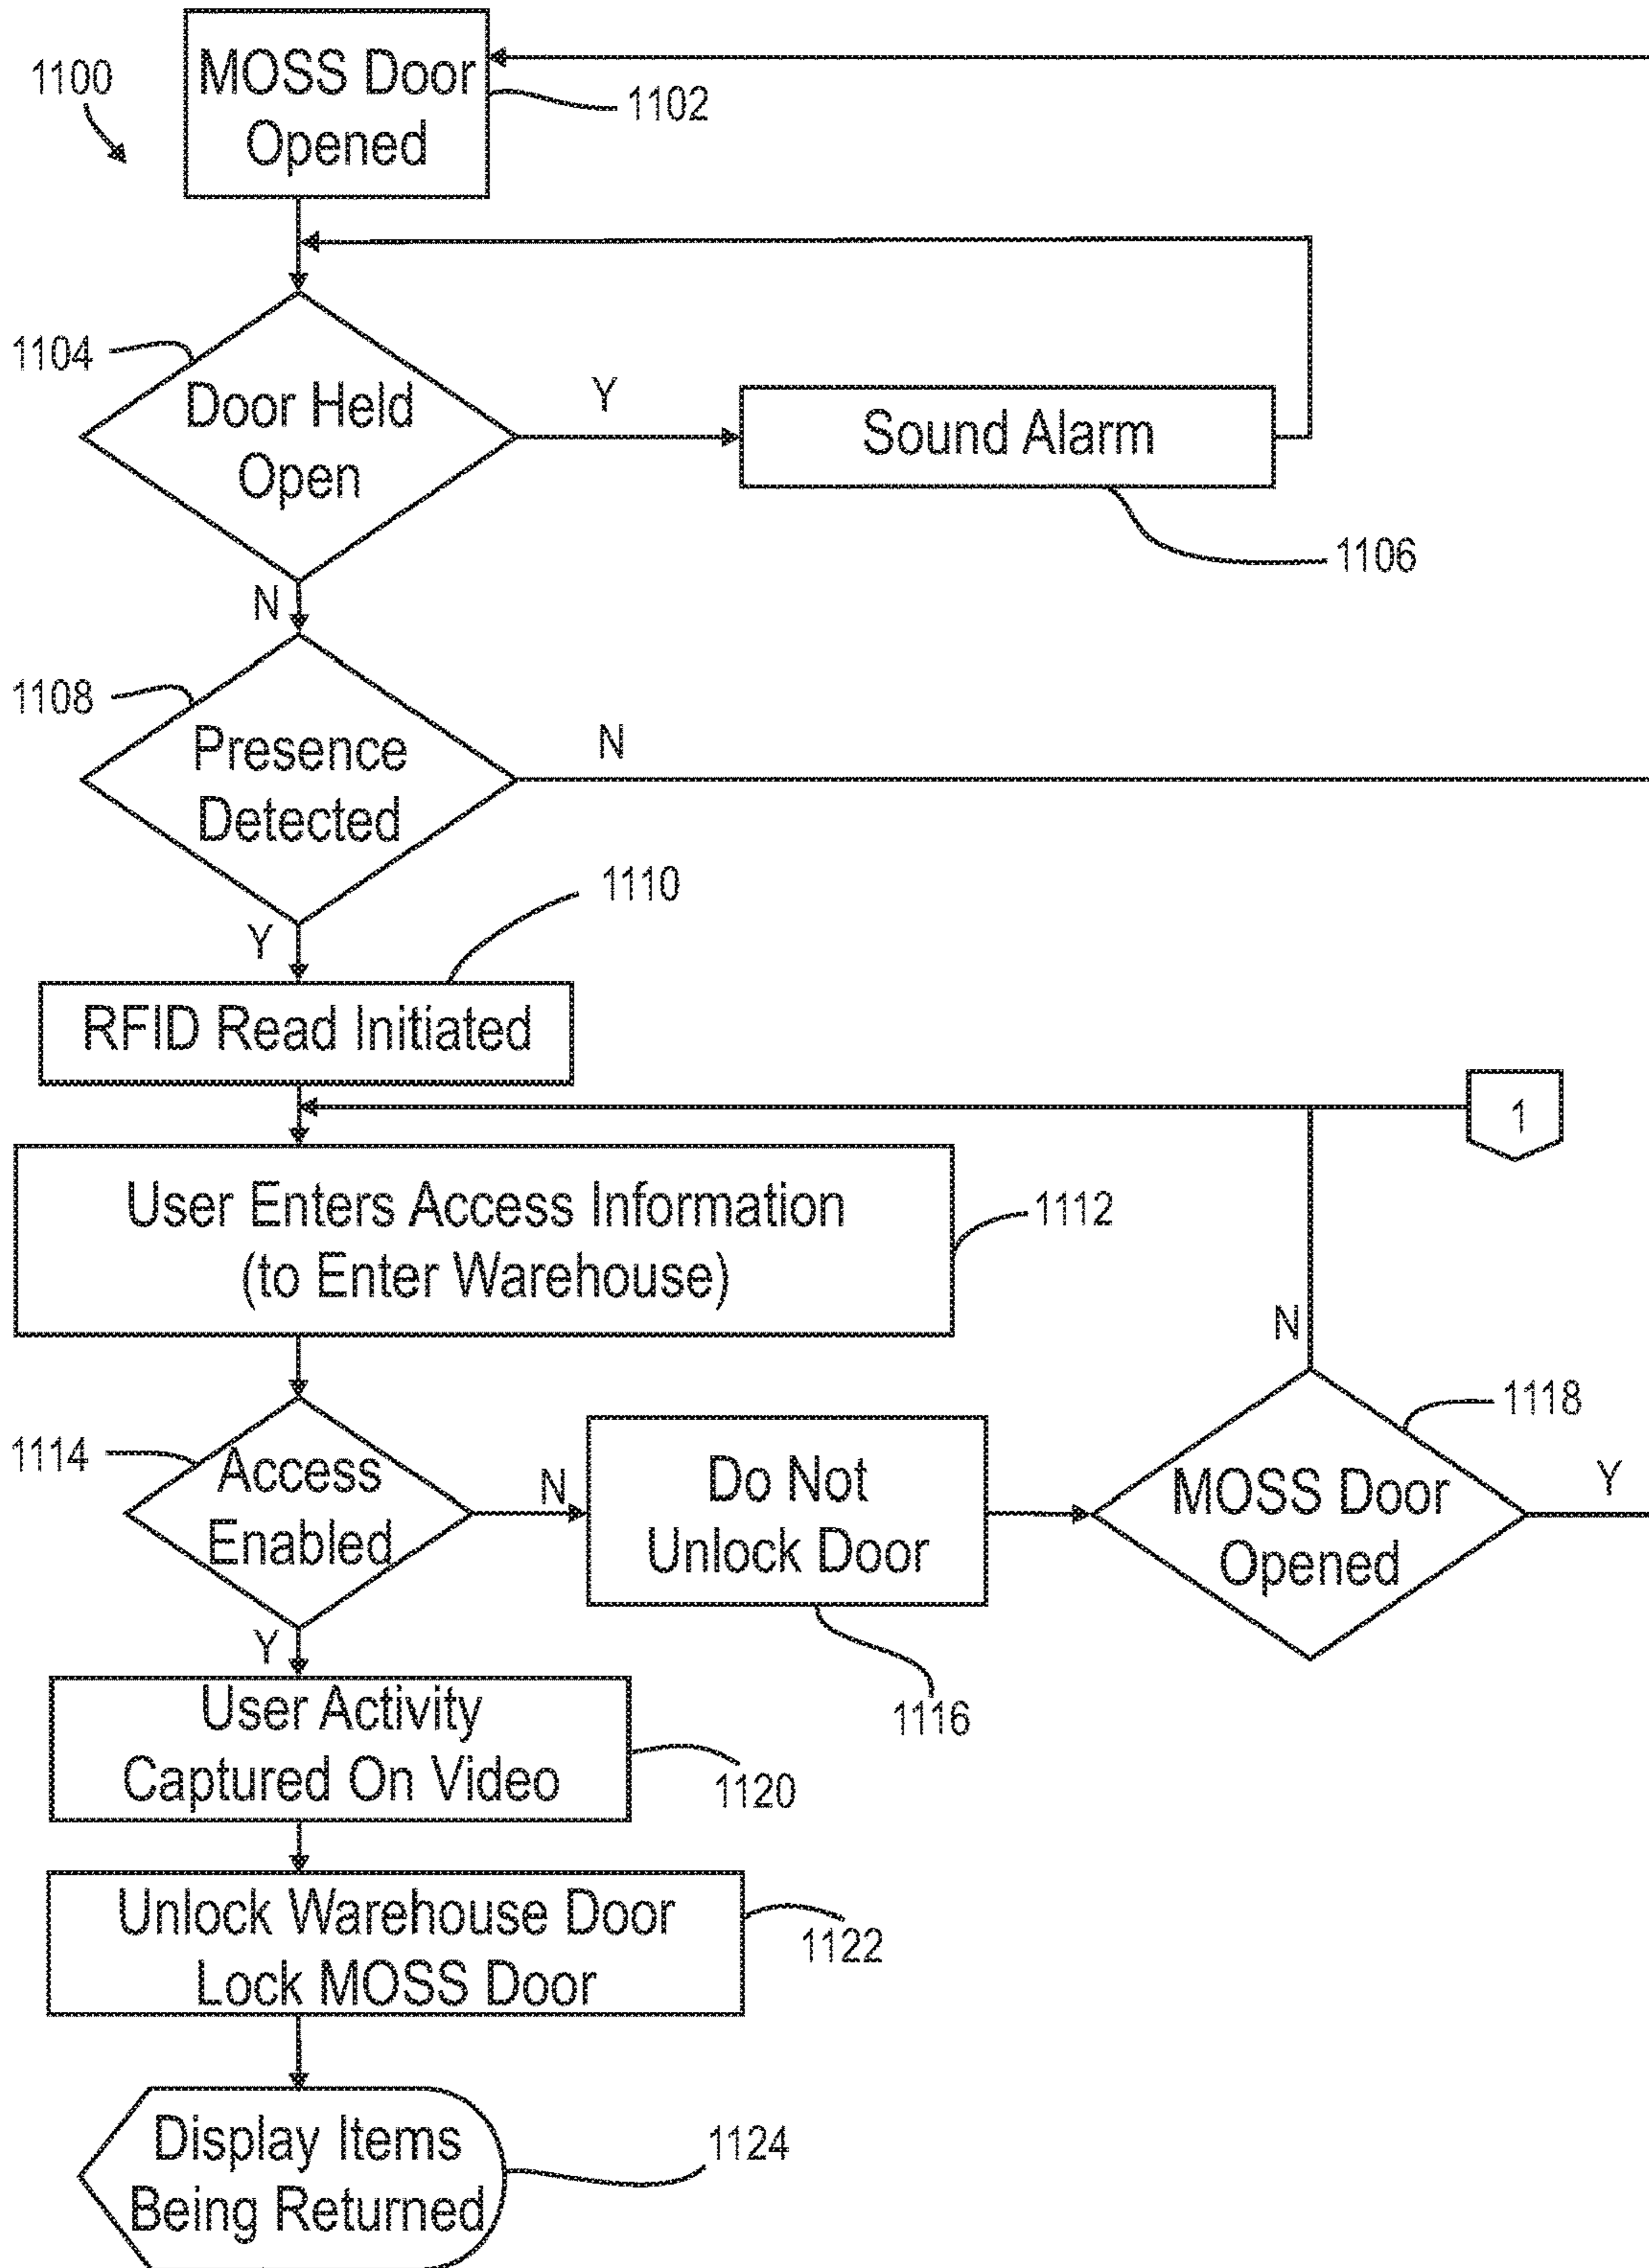 1100
MOSS Door
Opened
1102
1104
Door Held
Open
Y
Sound Alarm
1106
N
1108
Presence
Detected
N
Y
1110
RFID Read Initiated
1
User Enters Access Information
(to Enter Warehouse)
1112
N
1114
Access
Enabled
N
Do Not
Unlock Door
1116
1118
MOSS Door
Opened
Y
Y
User Activity
Captured On Video
1120
Unlock Warehouse Door
Lock MOSS Door
1122
Display Items
Being Returned
1124